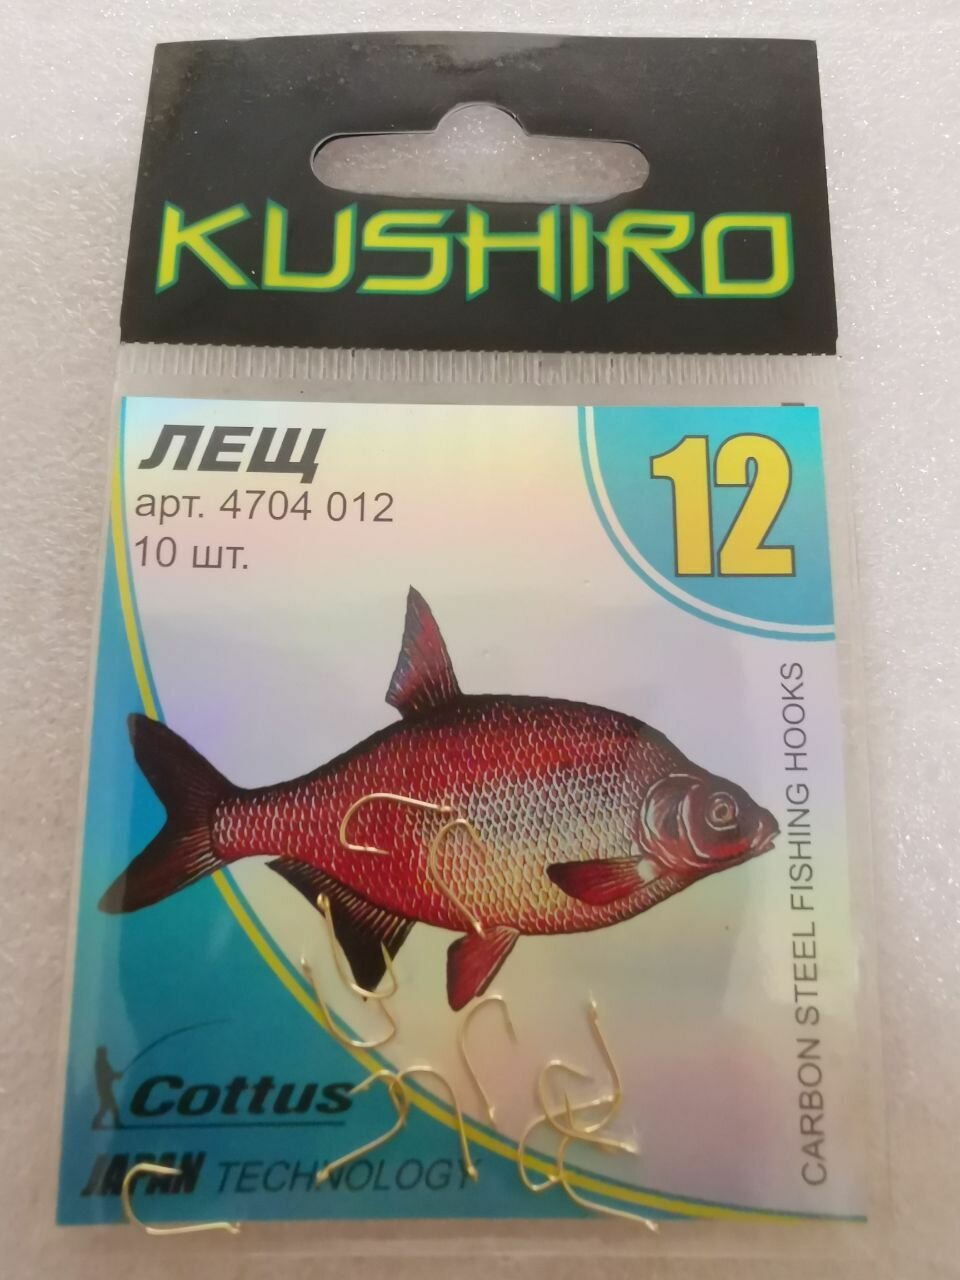 KUSHIRO
ЛЕЩ
арт. 4704 012
10 шт.
12
CARBON STEEL FISHING HOOKS
Cottus
JAPAN TECHNOLOGY